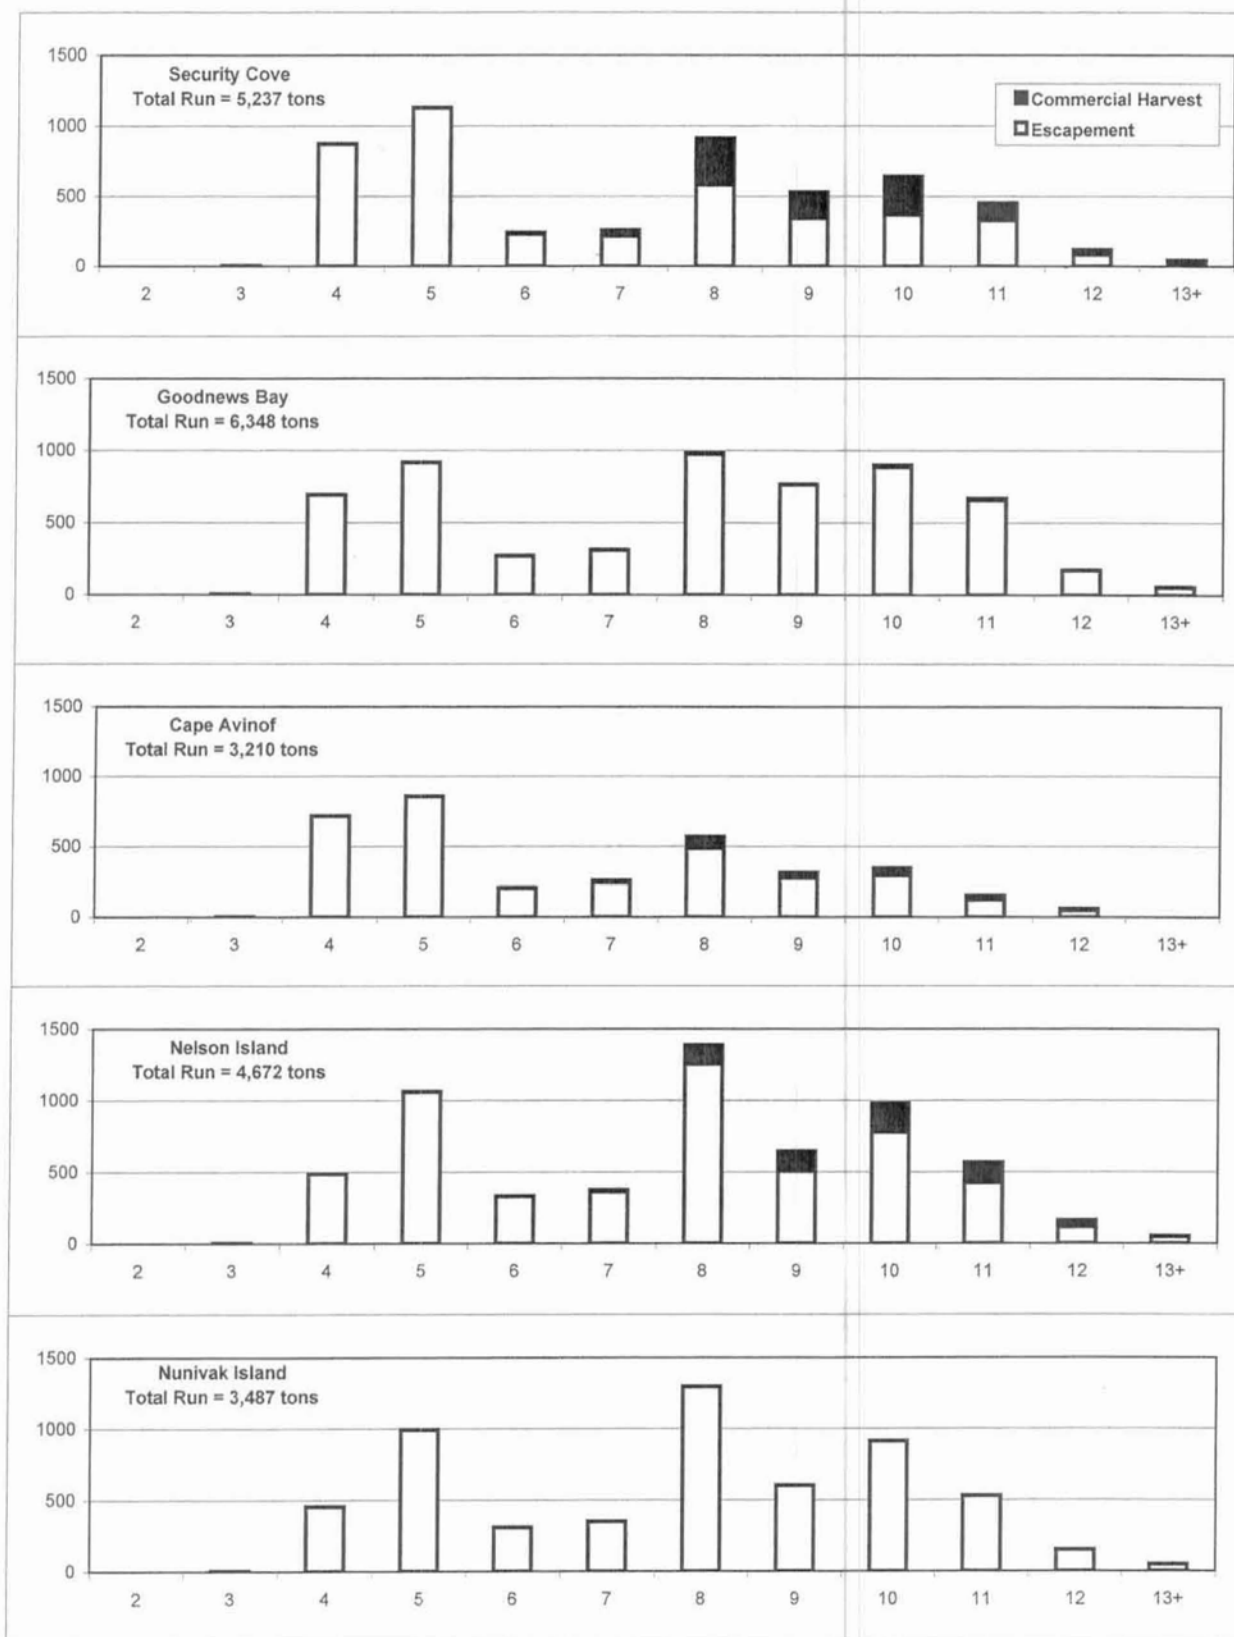 1500
Security Cove
Total Run = 5,237 tons
Commercial Harvest
Escapement
1000
500
0
2 3 4 5 6 7 8 9 10 11 12 13+
1500
Goodnews Bay
Total Run = 6,348 tons
1000
500
0
2 3 4 5 6 7 8 9 10 11 12 13+
1500
Cape Avinof
Total Run = 3,210 tons
1000
500
0
2 3 4 5 6 7 8 9 10 11 12 13+
1500
Nelson Island
Total Run = 4,672 tons
1000
500
0
2 3 4 5 6 7 8 9 10 11 12 13+
1500
Nunivak Island
Total Run = 3,487 tons
1000
500
0
2 3 4 5 6 7 8 9 10 11 12 13+